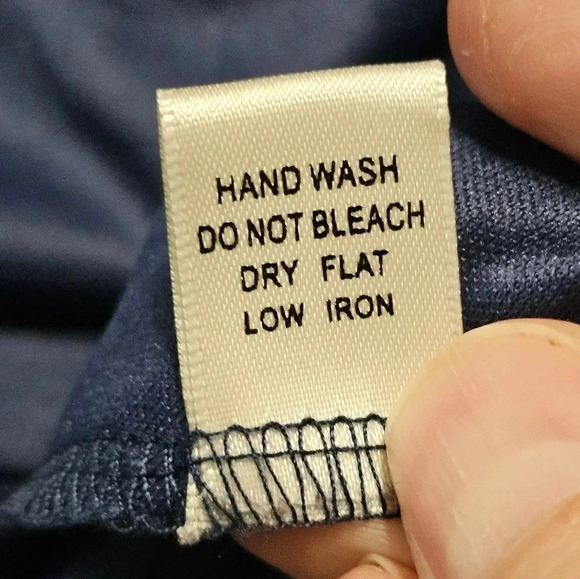 HAND WASH
DO NOT BLEACH
DRY FLAT
LOW IRON